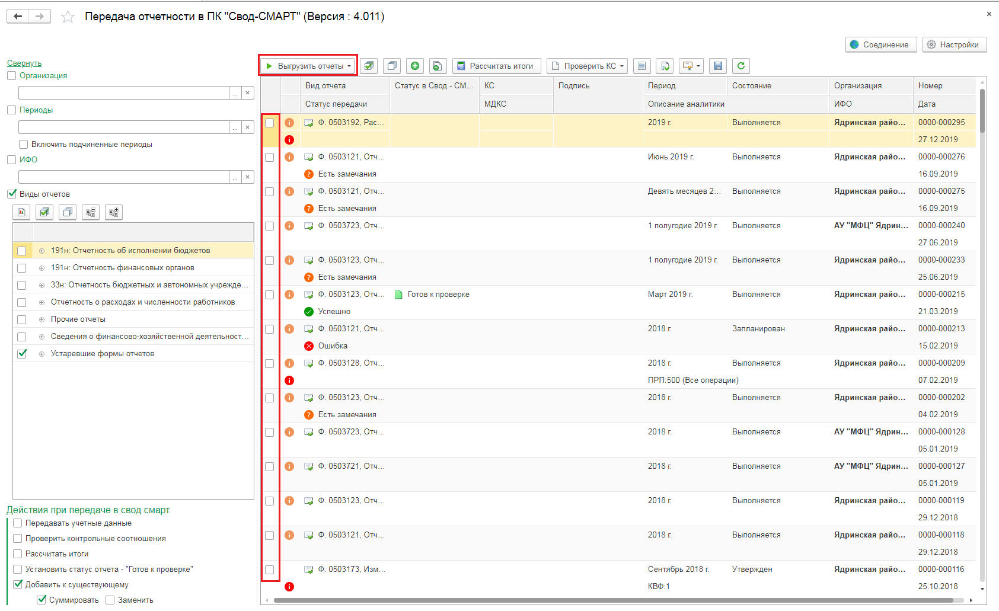 Передача отчетности в ПК "Свод-СМАРТ" (Версия : 4.011)
Соединение
Настройки
Свернуть
Организация
Периоды
Включить подчиненные периоды
ИФО
Виды отчетов
191н: Отчетность об исполнении бюджетов
191н: Отчетность финансовых органов
33н: Отчетность бюджетных и автономных учрежде...
Отчетность о расходах и численности работников
Прочие отчеты
Сведения о финансово-хозяйственной деятельност...
Устаревшие формы отчетов
Действия при передаче в свод смарт
Передавать учетные данные
Проверить контрольные соотношения
Рассчитать итоги
Установить статус отчета - "Готов к проверке"
Добавить к существующему
Суммировать Заменить
Выгрузить отчеты Рассчитать итоги Проверить КС
Вид отчета Статус в Свод - СМ... КС Подпись Период Состояние Организация Номер
Статус передачи МДКС Описание аналитики ИФО Дата
Ф. 0503192, Рас... 2019 г. Выполняется Ядринская райо... 0000-000295
27.12.2019
Ф. 0503121, Отч... Июнь 2019 г. Выполняется Ядринская райо... 0000-000276
Есть замечания 16.09.2019
Ф. 0503121, Отч... Девять месяцев 2... Выполняется Ядринская райо... 0000-000275
Есть замечания 16.09.2019
Ф. 0503723, Отч... 1 полугодие 2019 г. Выполняется АУ "МФЦ" Ядрин... 0000-000240
27.06.2019
Ф. 0503123, Отч... 1 полугодие 2019 г. Выполняется Ядринская райо... 0000-000233
Есть замечания 25.06.2019
Ф. 0503123, Отч... Готов к проверке Март 2019 г. Выполняется Ядринская райо... 0000-000215
Успешно 21.03.2019
Ф. 0503121, Отч... 2018 г. Запланирован Ядринская райо... 0000-000213
Ошибка 15.02.2019
Ф. 0503128, Отч... 2018 г. Выполняется Ядринская райо... 0000-000209
ПРП:500 (Все операции) 07.02.2019
Ф. 0503123, Отч... 2018 г. Выполняется Ядринская райо... 0000-000202
Есть замечания 04.02.2019
Ф. 0503723, Отч... 2018 г. Выполняется АУ "МФЦ" Ядрин... 0000-000128
05.01.2019
Ф. 0503721, Отч... 2018 г. Выполняется АУ "МФЦ" Ядрин... 0000-000127
05.01.2019
Ф. 0503123, Отч... 2018 г. Выполняется Ядринская райо... 0000-000119
29.12.2018
Ф. 0503121, Отч... 2018 г. Выполняется Ядринская райо... 0000-000118
29.12.2018
Ф. 0503173, Изм... Сентябрь 2018 г. Утвержден Ядринская райо... 0000-000116
КВФ:1 25.10.2018